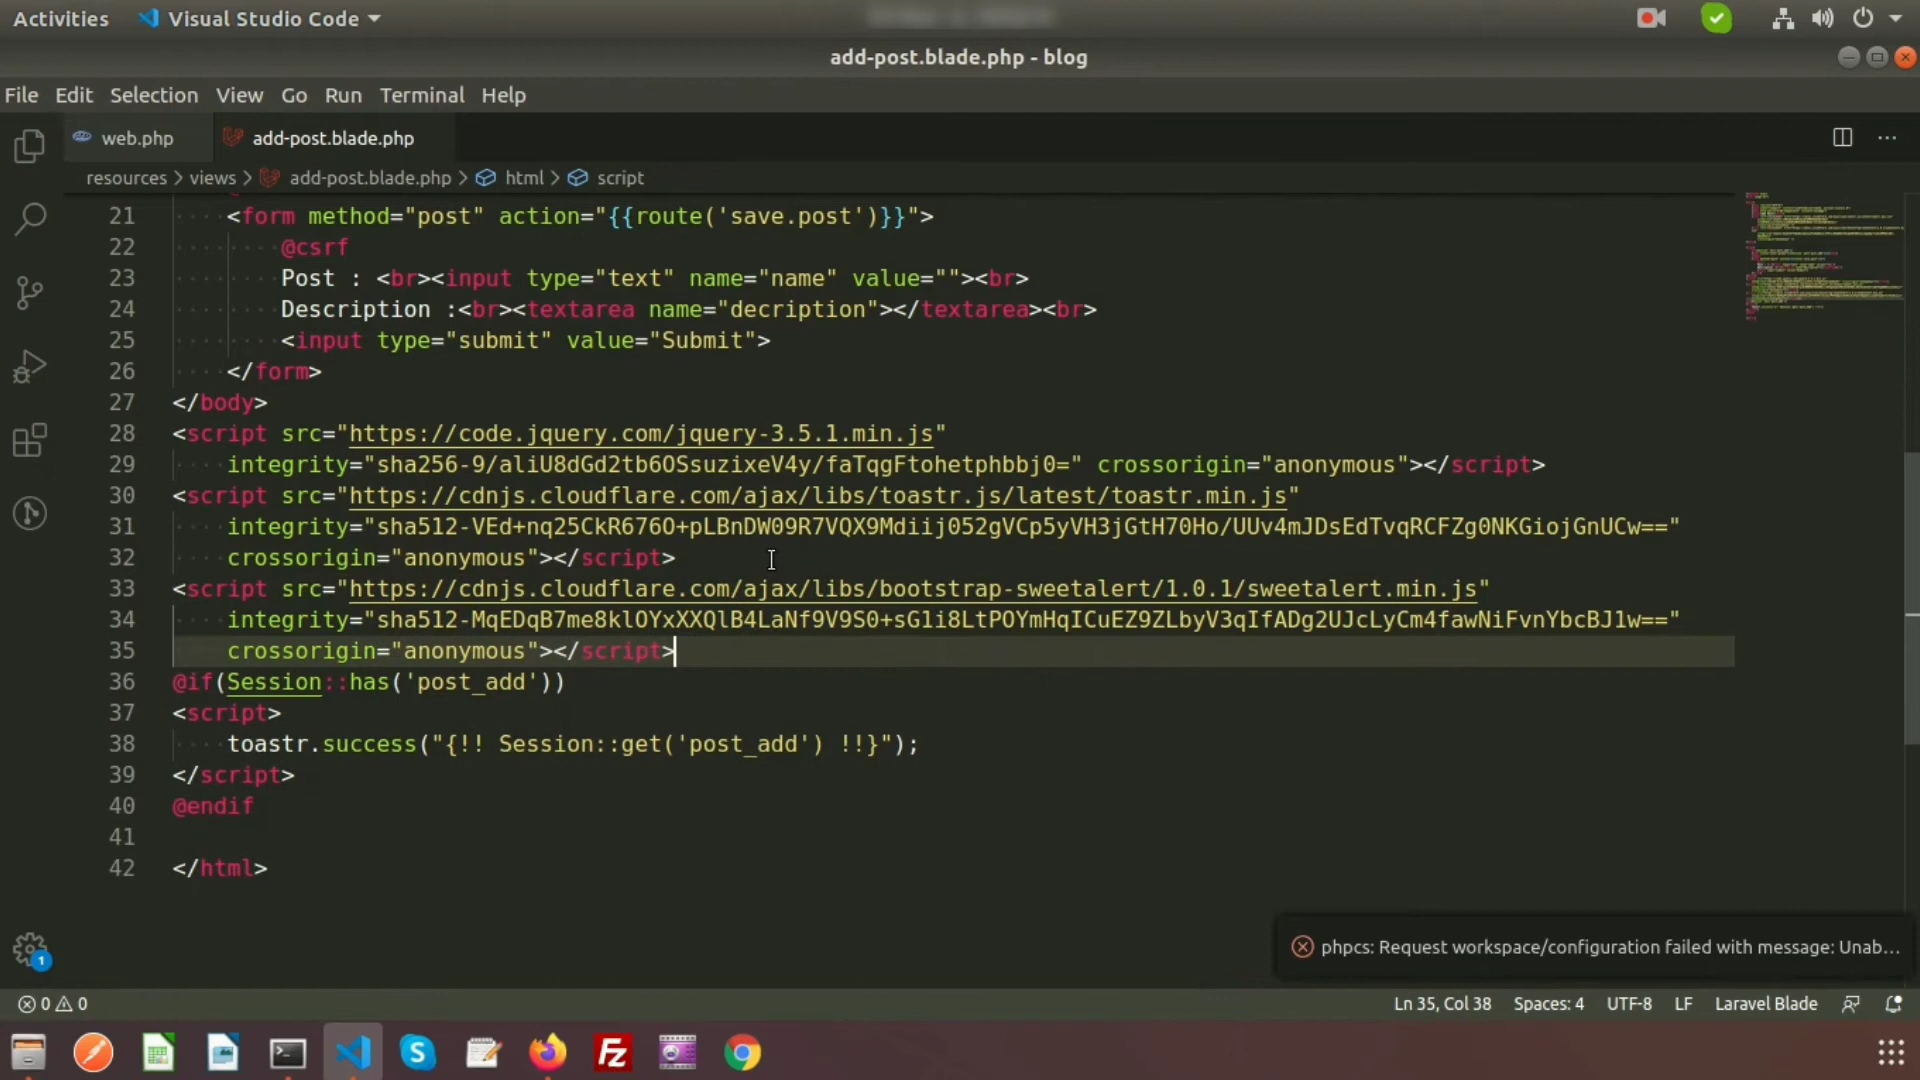 Activities Visual Studio Code
add-post.blade.php - blog
File Edit Selection View Go Run Terminal Help
web.php add-post.blade.php
resources > views > add-post.blade.php > html > script
21 <form method="post" action="{{route('save.post')}}">
22 @csrf
23 Post : <br><input type="text" name="name" value=""><br>
24 Description :<br><textarea name="decription"></textarea><br>
25 <input type="submit" value="Submit">
26 </form>
27 </body>
28 <script src="https://code.jquery.com/jquery-3.5.1.min.js"
29 integrity="sha256-9/aliU8dGd2tb6OSsuzixeV4y/faTqgFtohetphbbj0=" crossorigin="anonymous"></script>
30 <script src="https://cdnjs.cloudflare.com/ajax/libs/toastr.js/latest/toastr.min.js"
31 integrity="sha512-VEd+nq25CkR676O+pLBnDW09R7VQX9Mdiij052gVCp5yVH3jGtH70Ho/UUv4mJDsEdTvqRCFZg0NKGiojGnUCw=="
32 crossorigin="anonymous"></script>
33 <script src="https://cdnjs.cloudflare.com/ajax/libs/bootstrap-sweetalert/1.0.1/sweetalert.min.js"
34 integrity="sha512-MqEDqB7me8klOYxXXQlB4LaNf9V9S0+sG1i8LtPOYmHqICuEZ9ZLbyV3qIfADg2UJcLyCm4fawNiFvnYbcBJ1w=="
35 crossorigin="anonymous"></script>
36 @if(Session::has('post_add'))
37 <script>
38 toastr.success("{!! Session::get('post_add') !!}");
39 </script>
40 @endif
41
42 </html>
phpcs: Request workspace/configuration failed with message: Unab...
1
0 0 Ln 35, Col 38 Spaces: 4 UTF-8 LF Laravel Blade